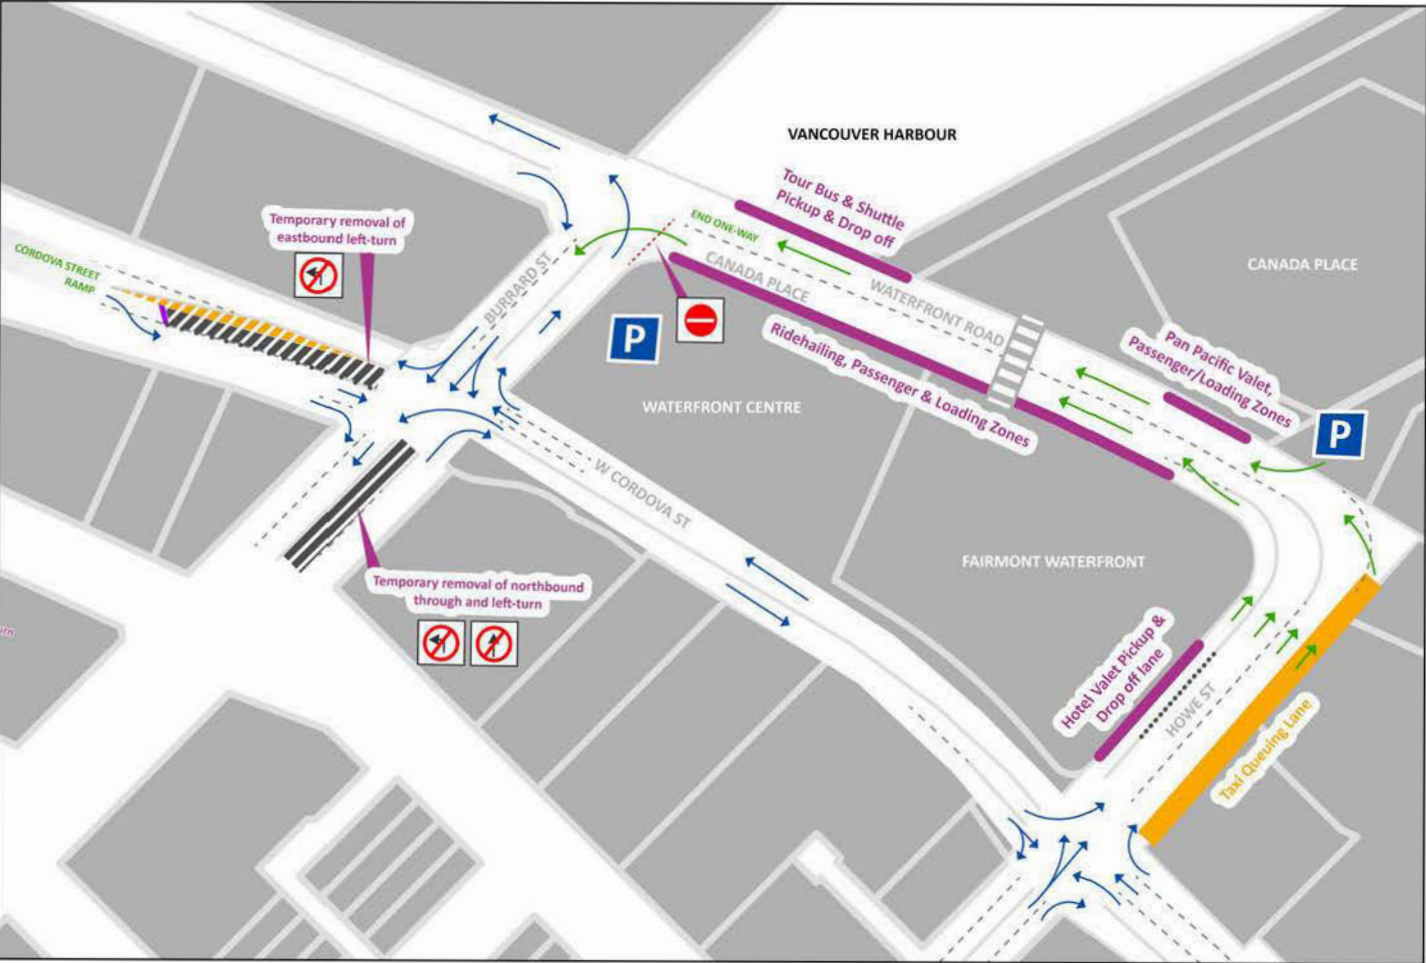 VANCOUVER HARBOUR
Tour Bus & Shuttle
Pickup & Drop off
Temporary removal of
eastbound left-turn
END ONE-WAY
CORDOVA STREET
RAMP
BURRARD ST
CANADA PLACE
WATERFRONT ROAD
CANADA PLACE
P
Ridehailing, Passenger & Loading Zones
Pan Pacific Valet,
Passenger/Loading Zones
P
WATERFRONT CENTRE
W CORDOVA ST
FAIRMONT WATERFRONT
Temporary removal of northbound
through and left-turn
Hotel Valet Pickup &
Drop off lane
HOWE ST
Taxi Queuing Lane